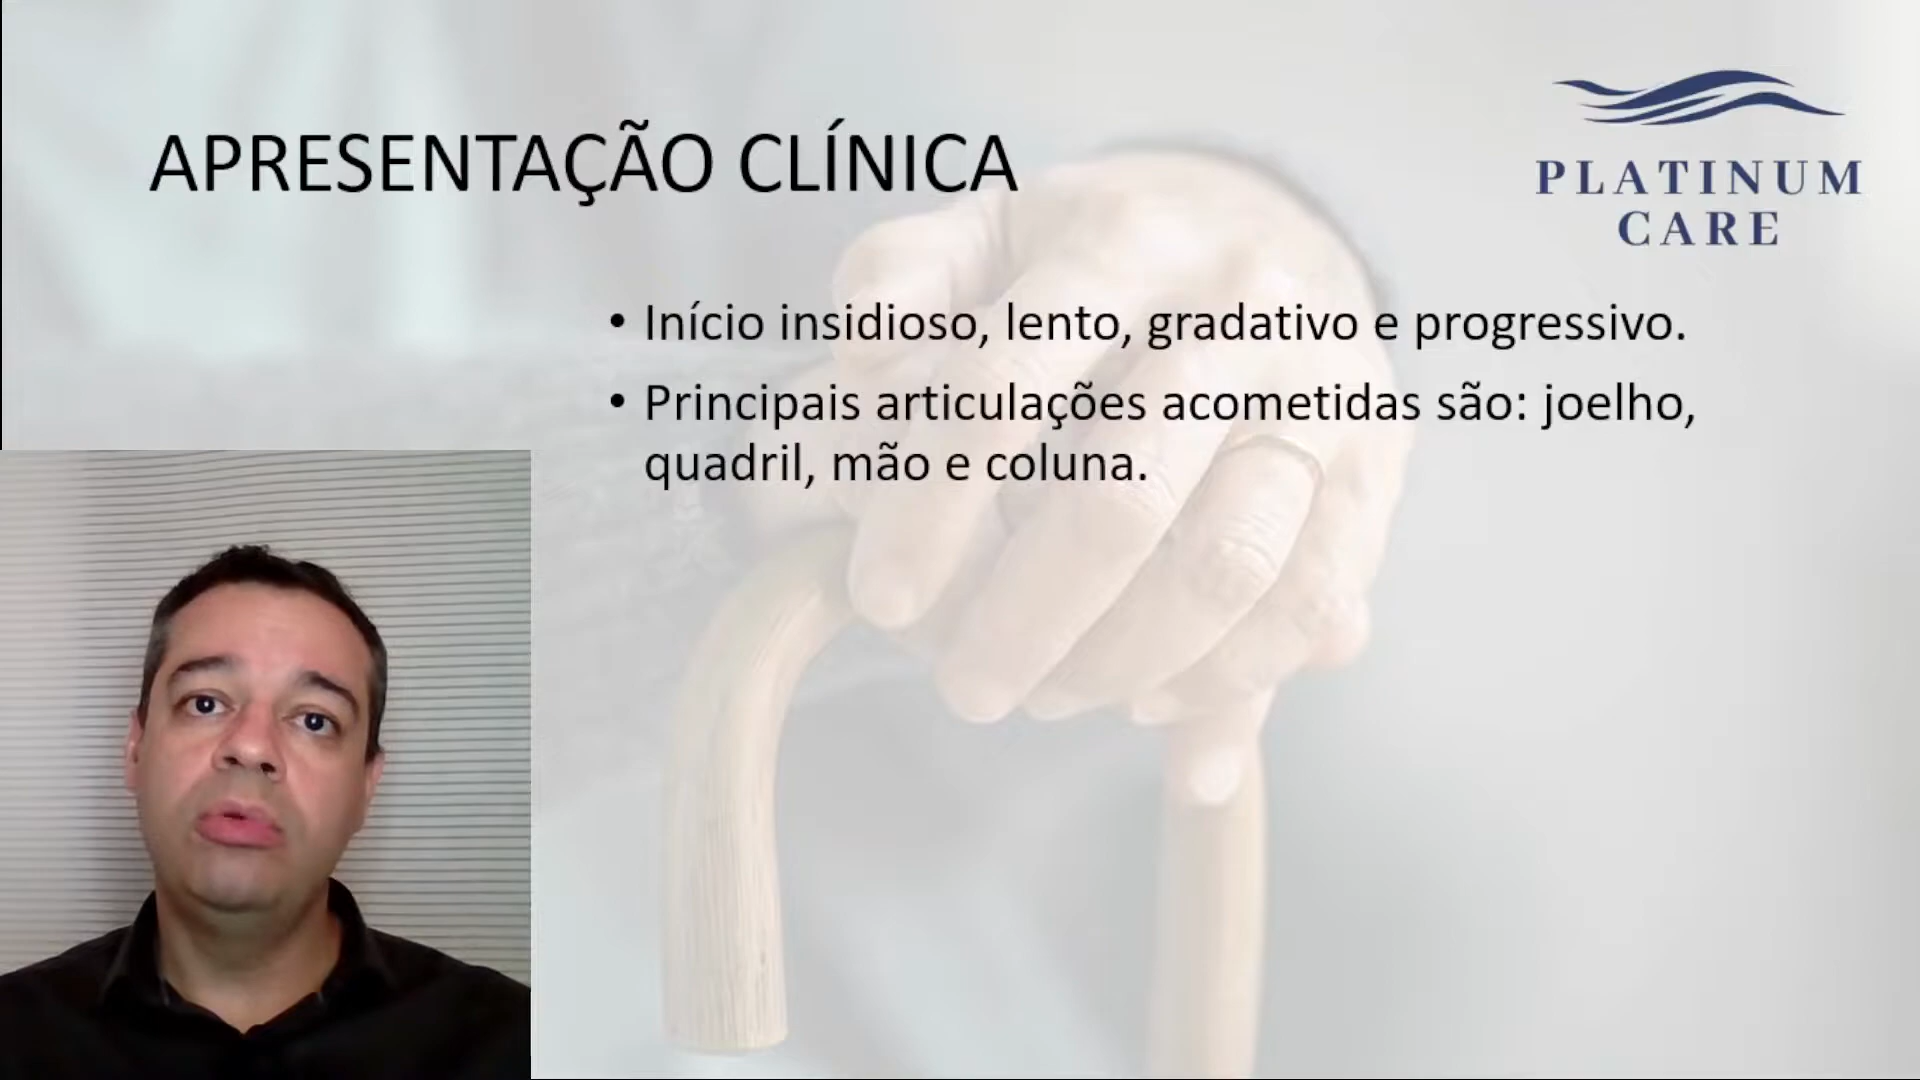 APRESENTAÇÃO CLÍNICA
PLATINUM
CARE
• Início insidioso, lento, gradativo e progressivo.
• Principais articulações acometidas são: joelho,
quadril, mão e coluna.